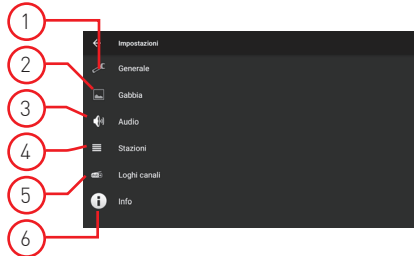 1
Impostazioni
Generale
2
Gabbia
3
Audio
4
Stazioni
5
Loghi canali
Info
6